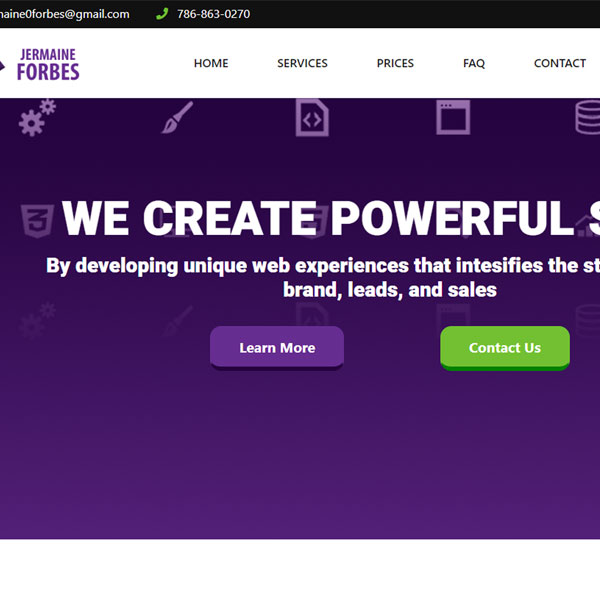 maine0forbes@gmail.com 786-863-0270
JERMAINE
FORBES
HOME SERVICES PRICES FAQ CONTACT
WE CREATE POWERFUL S
By developing unique web experiences that intesifies the st
brand, leads, and sales
Learn More Contact Us